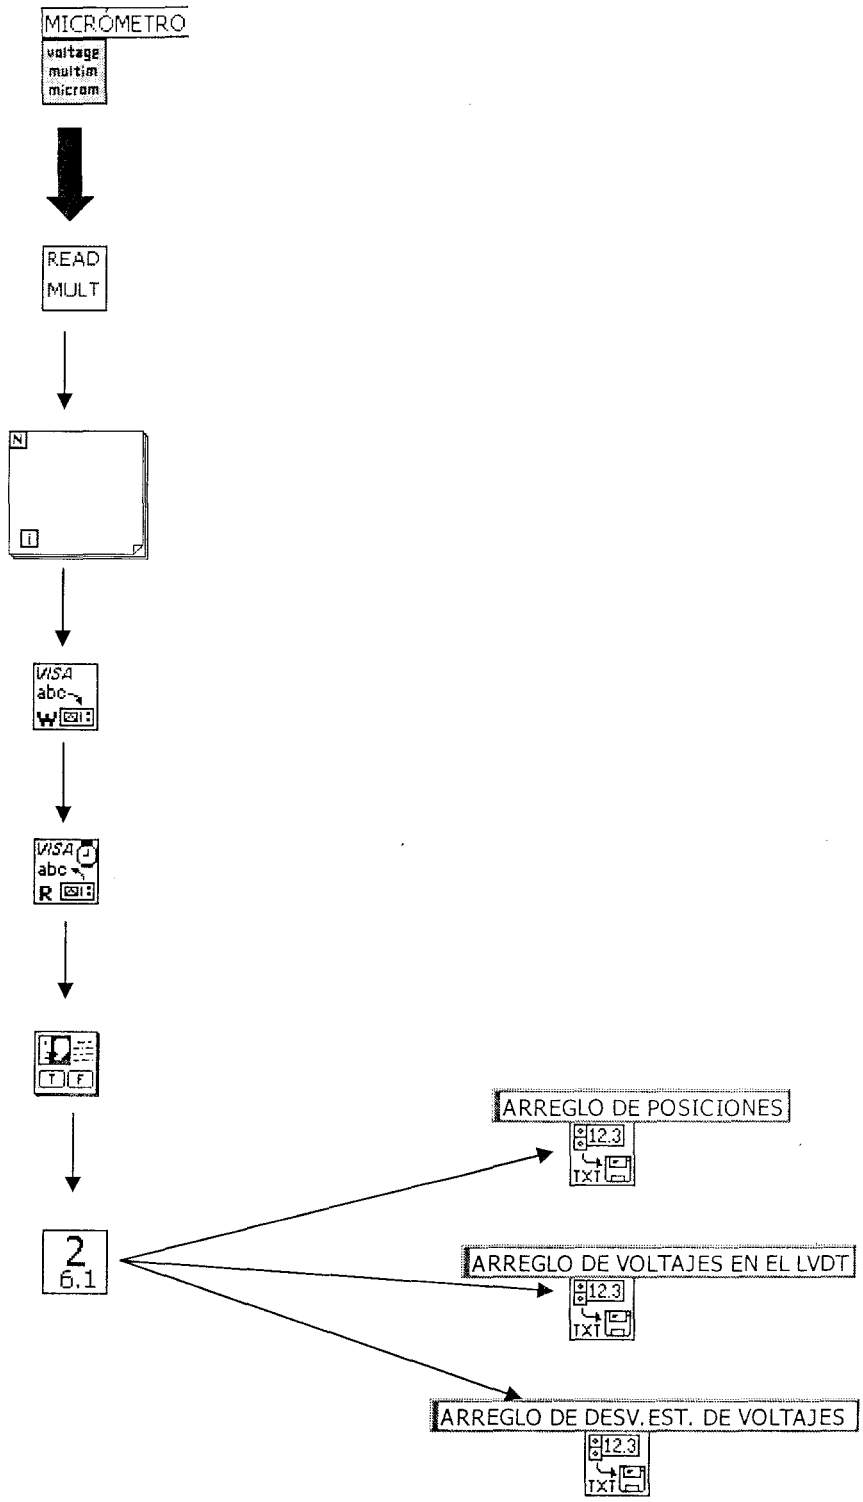 MICRÓMETRO
voltage
multim
microm
READ
MULT
N
i
VISA
abc
W
VISA
abc
R
T F
ARREGLO DE POSICIONES
12.3
TXT
2
6.1
ARREGLO DE VOLTAJES EN EL LVDT
12.3
TXT
ARREGLO DE DESV.EST. DE VOLTAJES
12.3
TXT